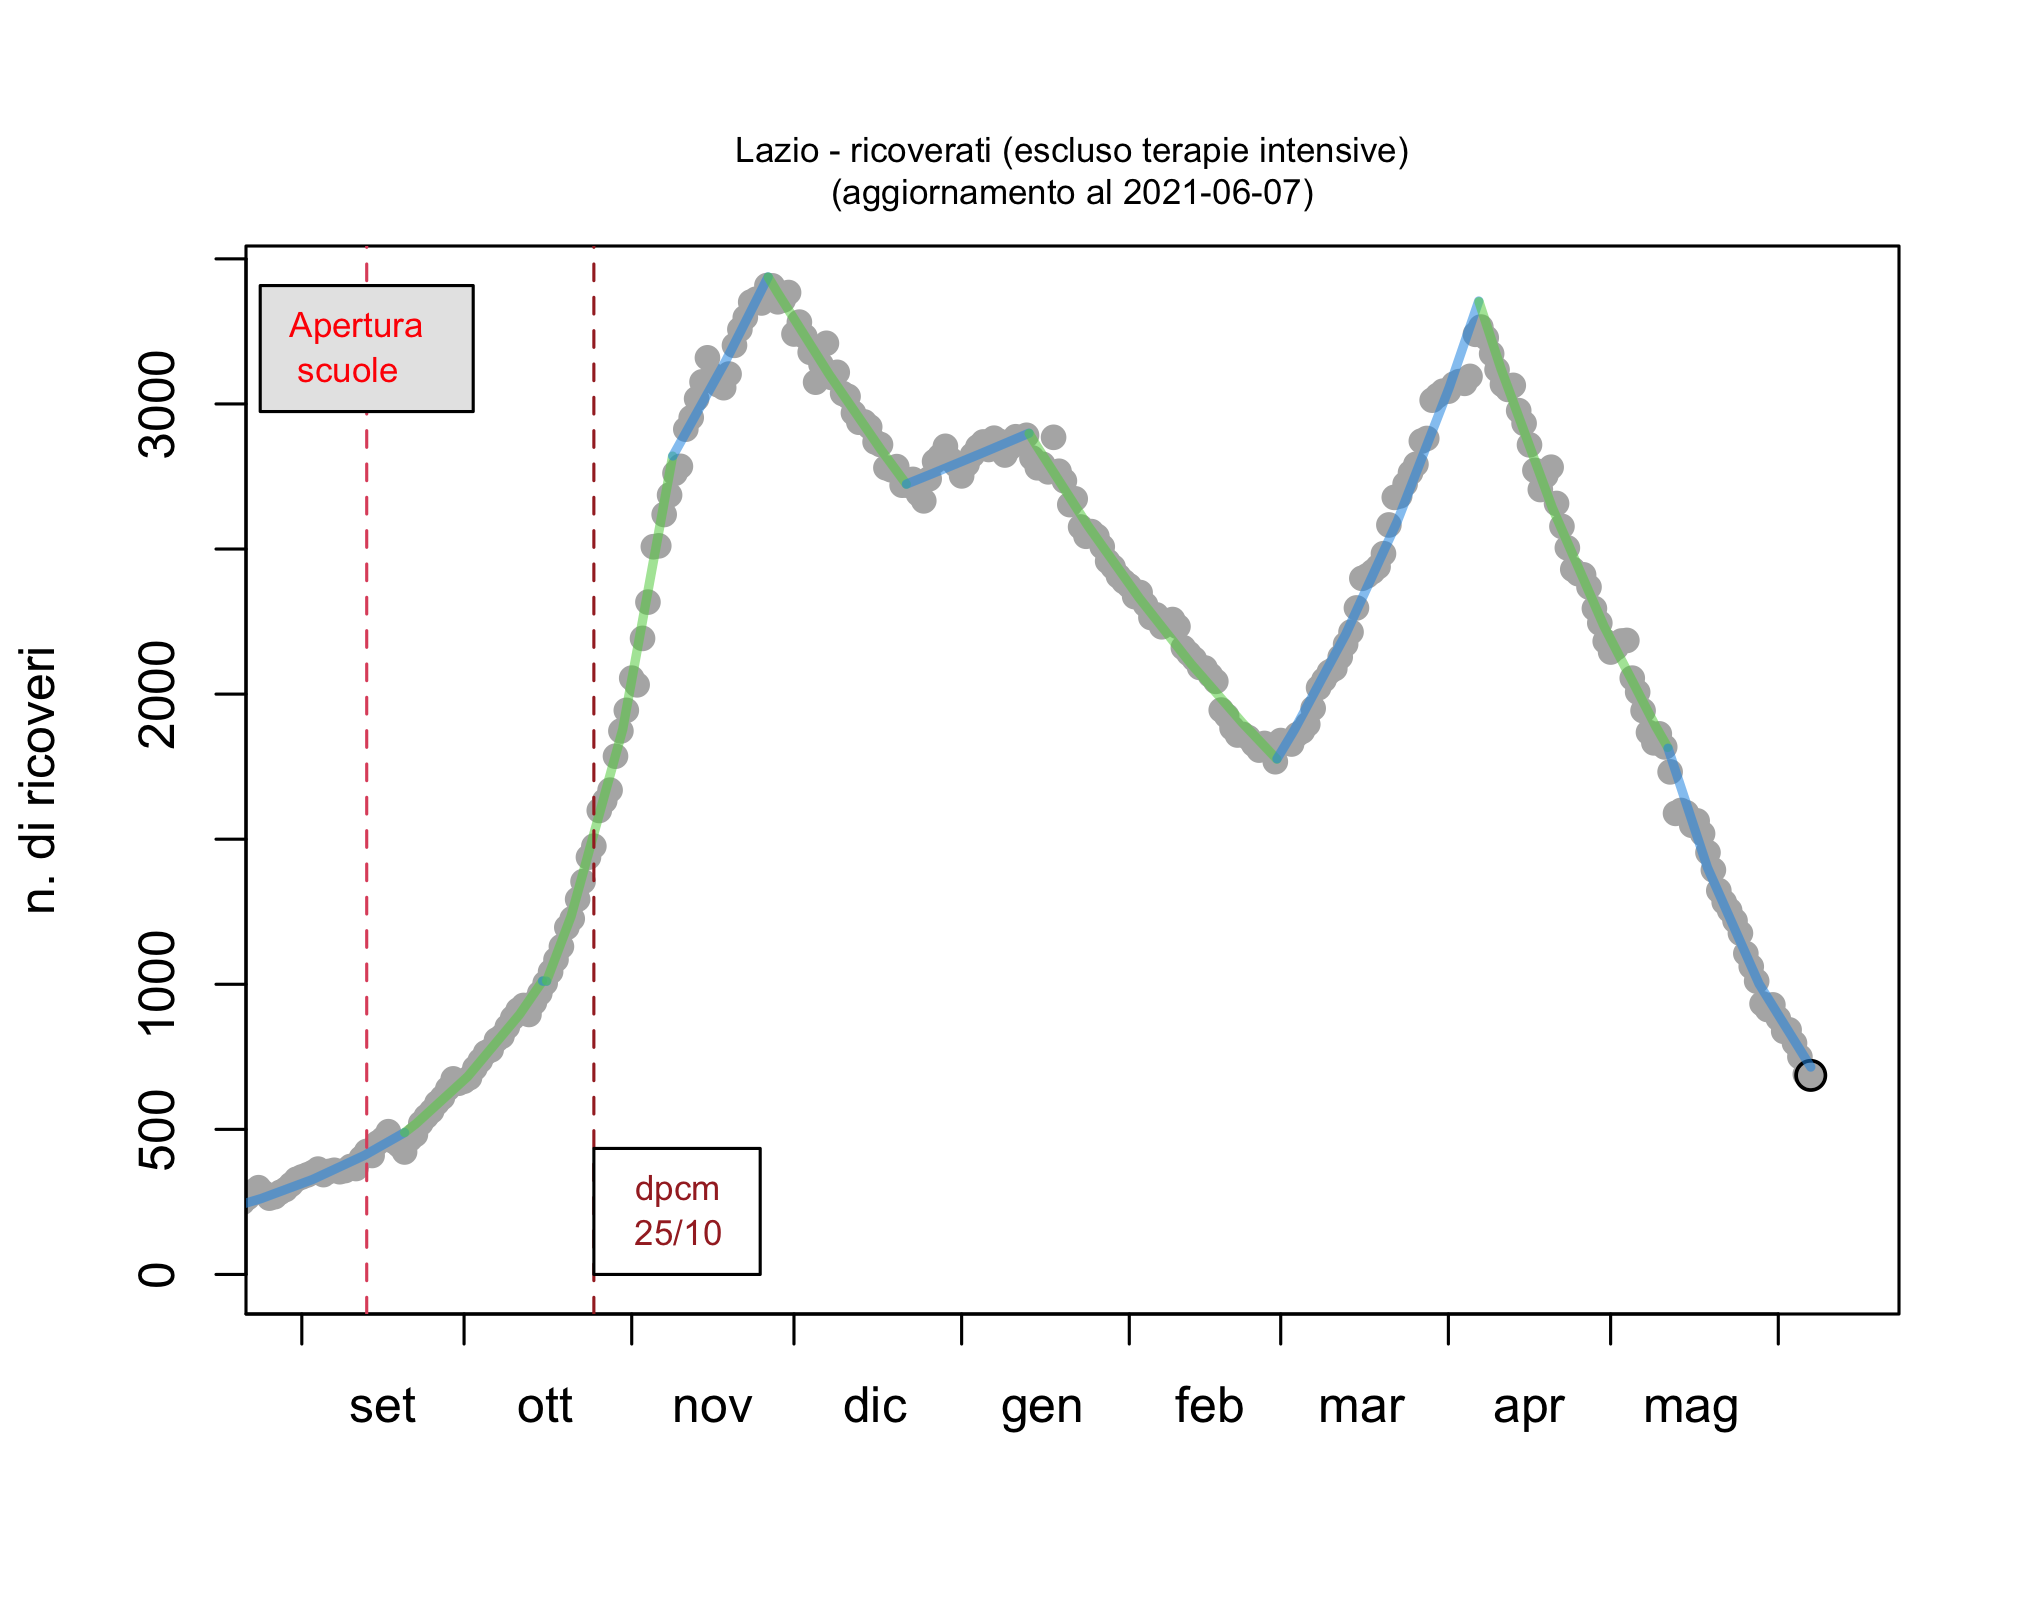 Lazio - ricoverati (escluso terapie intensive)
(aggiornamento al 2021-06-07)
Apertura
scuole
dpcm
25/10
n. di ricoveri
3000
2000
1000
500
0
set ott nov dic gen feb mar apr mag